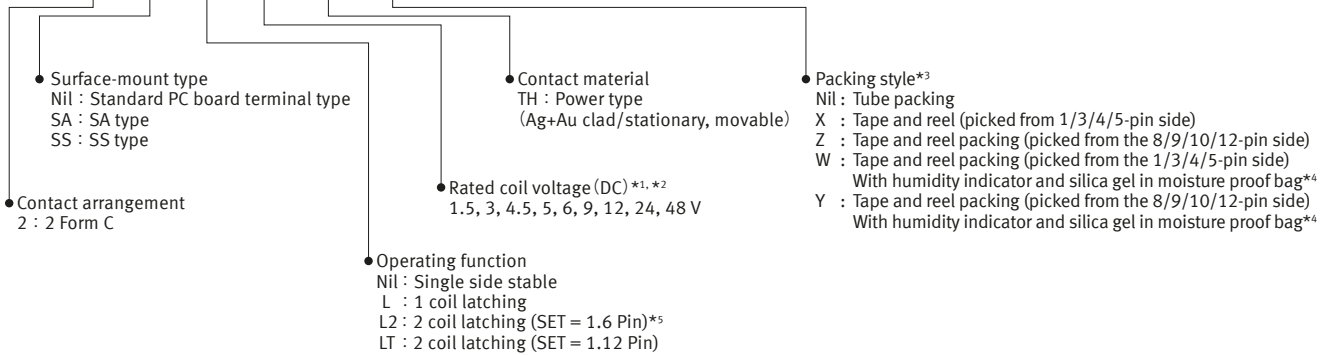 Surface-mount type
Nil : Standard PC board terminal type
SA : SA type
SS : SS type
Contact material
TH : Power type
(Ag+Au clad/stationary, movable)
Packing style*3
Nil : Tube packing
X : Tape and reel (picked from 1/3/4/5-pin side)
Z : Tape and reel packing (picked from the 8/9/10/12-pin side)
W : Tape and reel packing (picked from the 1/3/4/5-pin side)
With humidity indicator and silica gel in moisture proof bag*4
Y : Tape and reel packing (picked from the 8/9/10/12-pin side)
With humidity indicator and silica gel in moisture proof bag*4
Rated coil voltage (DC) *1, *2
1.5, 3, 4.5, 5, 6, 9, 12, 24, 48 V
Contact arrangement
2 : 2 Form C
Operating function
Nil : Single side stable
L : 1 coil latching
L2 : 2 coil latching (SET = 1.6 Pin)*5
LT : 2 coil latching (SET = 1.12 Pin)